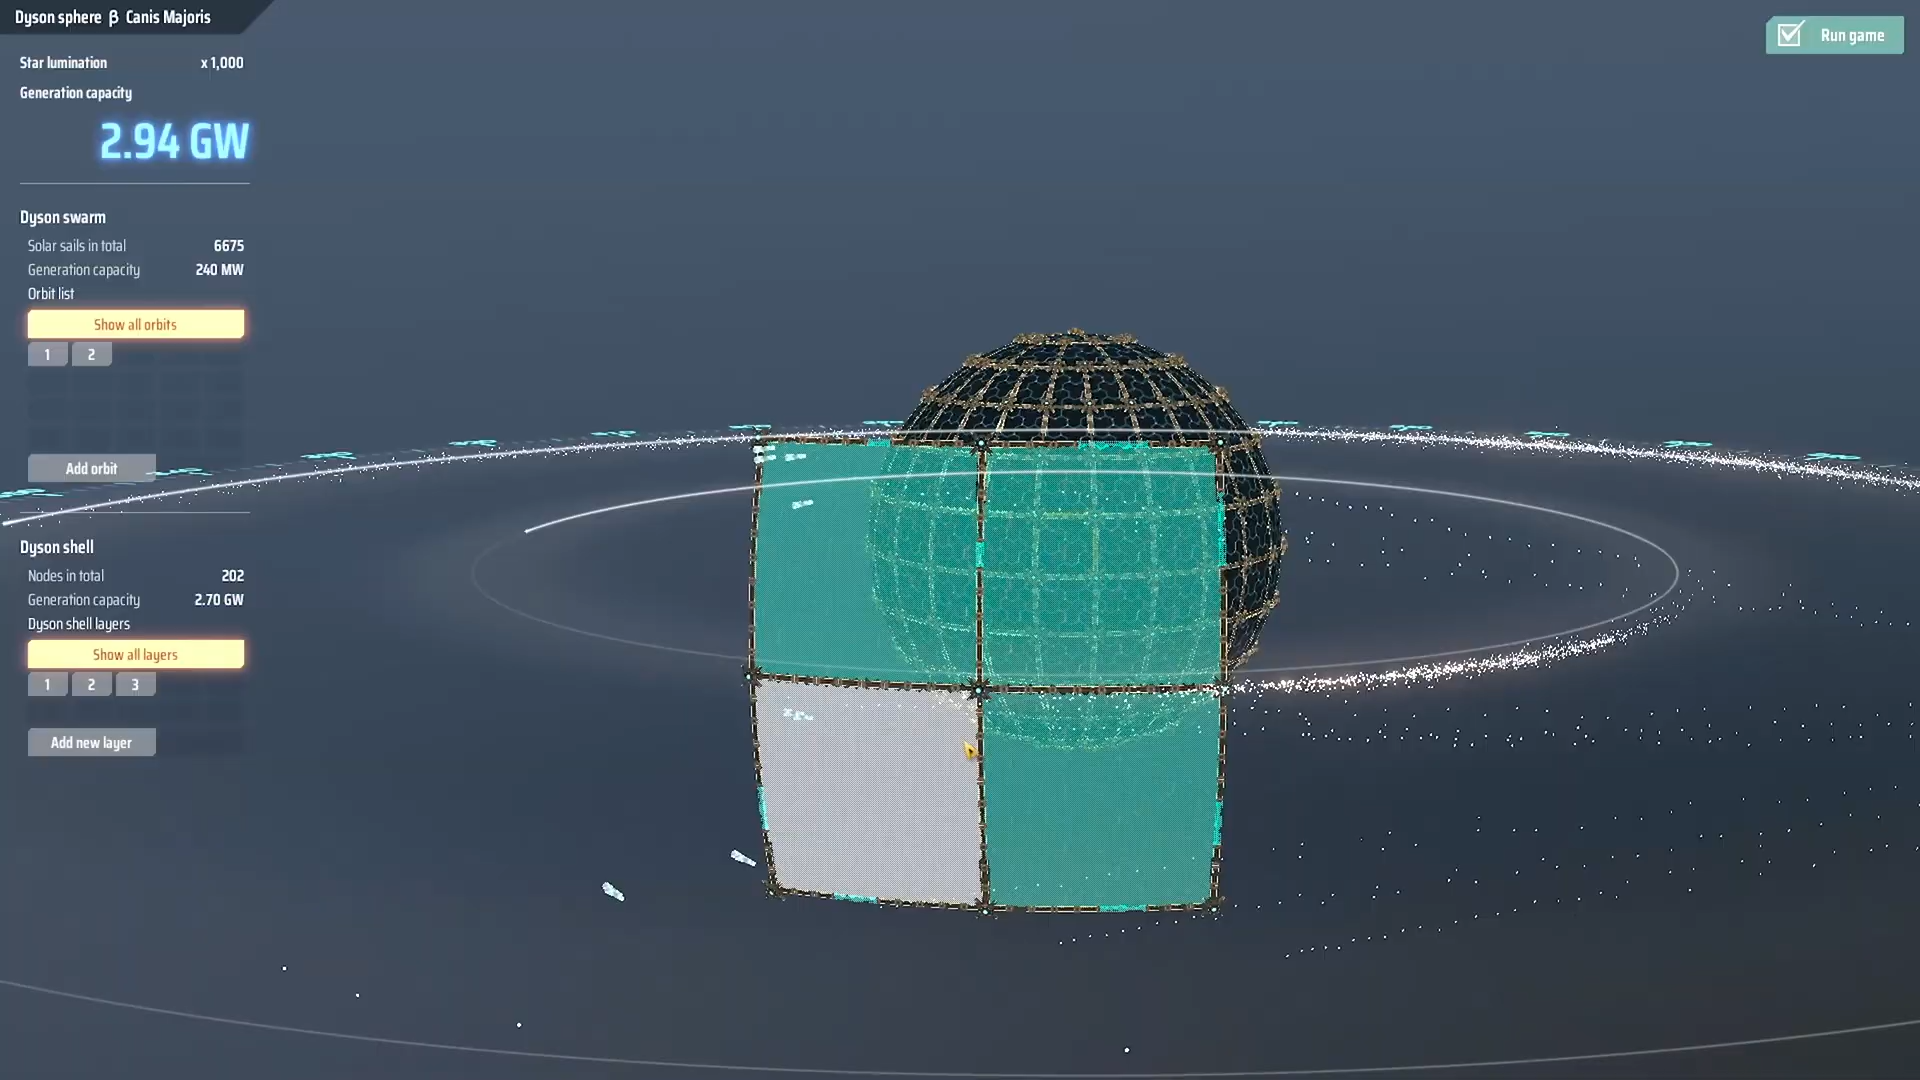 Dyson sphere β Canis Majoris
Run game
Star lumination x 1,000
Generation capacity
2.94 GW
Dyson swarm
Solar sails in total 6675
Generation capacity 240 MW
Orbit list
Show all orbits
1 2
Add orbit
Dyson shell
Nodes in total 202
Generation capacity 2.70 GW
Dyson shell layers
Show all layers
1 2 3
Add new layer